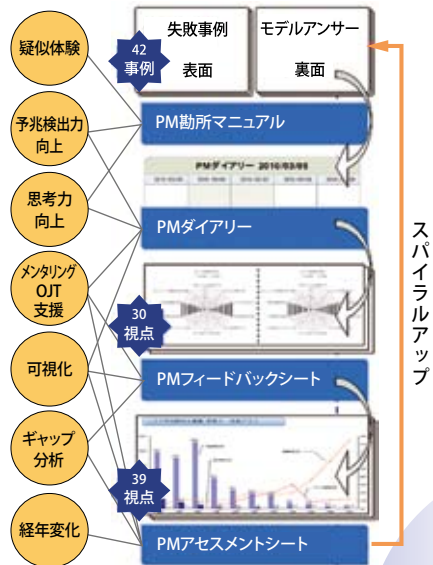 疑似体験
予兆検出力
向上
思考力
向上
メンタリング
OJT
支援
可視化
ギャップ
分析
経年変化
42
事例
失敗事例
表面
モデルアンサー
裏面
PM勘所マニュアル
PMダイアリー 2010/03/05
PMダイアリー
30
視点
PMフィードバックシート
39
視点
PMアセスメントシート
スパイラルアップ